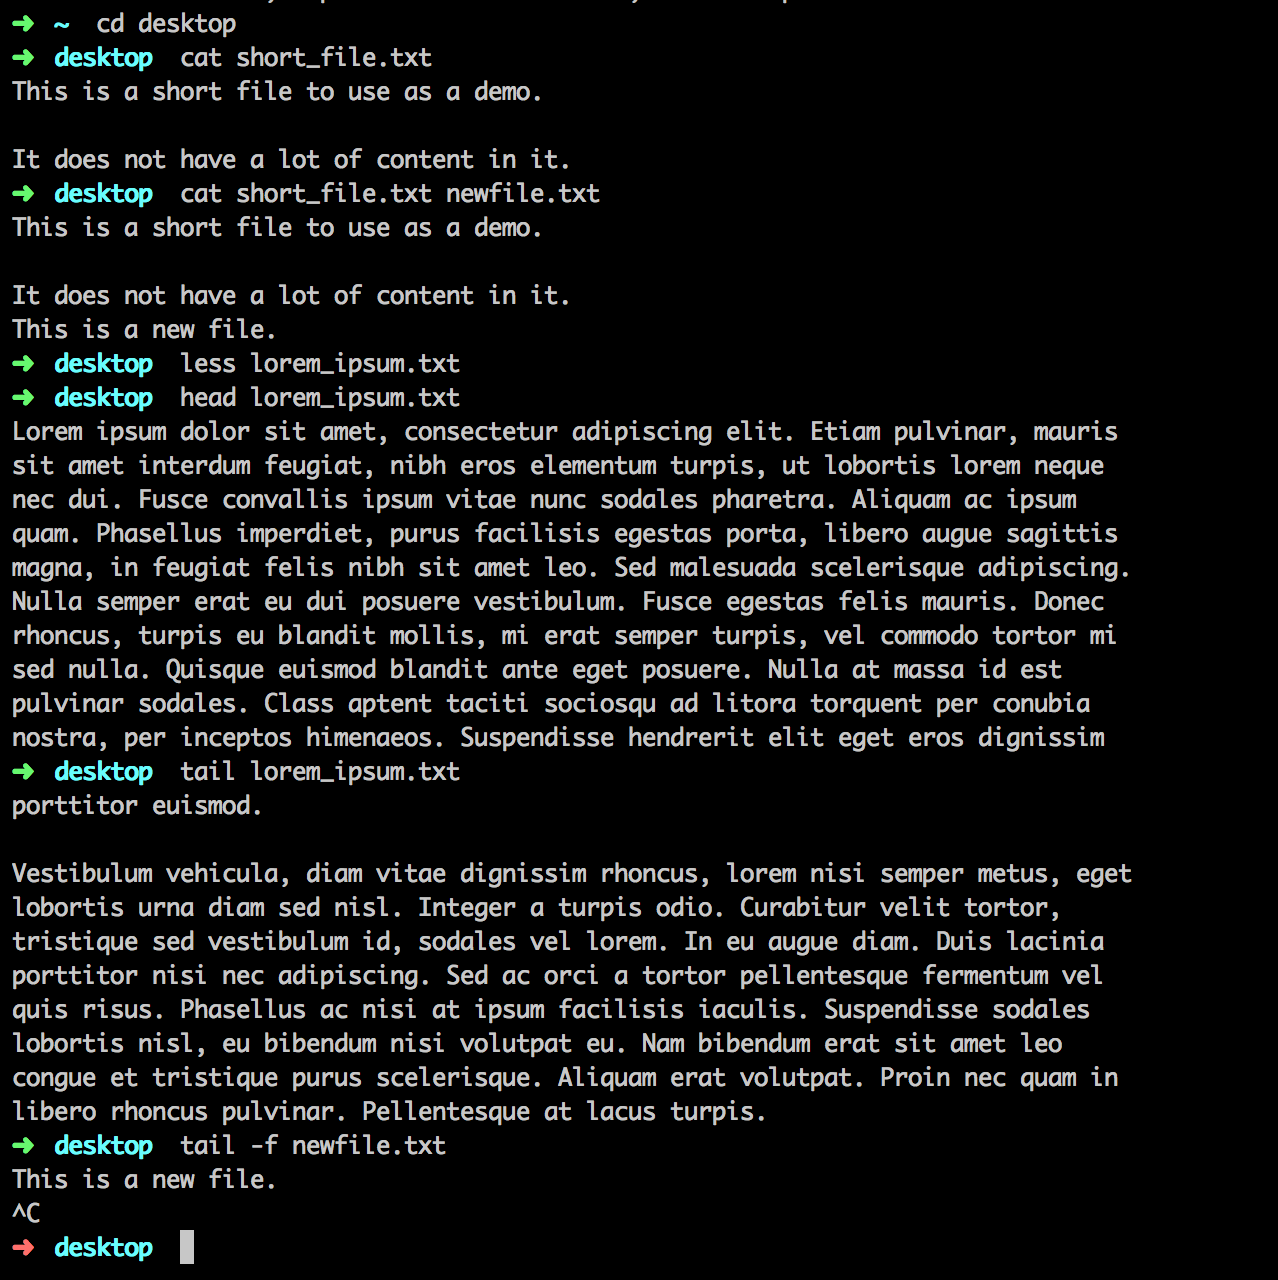 ➜ ~ cd desktop
➜ desktop cat short_file.txt
This is a short file to use as a demo.

It does not have a lot of content in it.
➜ desktop cat short_file.txt newfile.txt
This is a short file to use as a demo.

It does not have a lot of content in it.
This is a new file.
➜ desktop less lorem_ipsum.txt
➜ desktop head lorem_ipsum.txt
Lorem ipsum dolor sit amet, consectetur adipiscing elit. Etiam pulvinar, mauris
sit amet interdum feugiat, nibh eros elementum turpis, ut lobortis lorem neque
nec dui. Fusce convallis ipsum vitae nunc sodales pharetra. Aliquam ac ipsum
quam. Phasellus imperdiet, purus facilisis egestas porta, libero augue sagittis
magna, in feugiat felis nibh sit amet leo. Sed malesuada scelerisque adipiscing.
Nulla semper erat eu dui posuere vestibulum. Fusce egestas felis mauris. Donec
rhoncus, turpis eu blandit mollis, mi erat semper turpis, vel commodo tortor mi
sed nulla. Quisque euismod blandit ante eget posuere. Nulla at massa id est
pulvinar sodales. Class aptent taciti sociosqu ad litora torquent per conubia
nostra, per inceptos himenaeos. Suspendisse hendrerit elit eget eros dignissim
➜ desktop tail lorem_ipsum.txt
porttitor euismod.

Vestibulum vehicula, diam vitae dignissim rhoncus, lorem nisi semper metus, eget
lobortis urna diam sed nisl. Integer a turpis odio. Curabitur velit tortor,
tristique sed vestibulum id, sodales vel lorem. In eu augue diam. Duis lacinia
porttitor nisi nec adipiscing. Sed ac orci a tortor pellentesque fermentum vel
quis risus. Phasellus ac nisi at ipsum facilisis iaculis. Suspendisse sodales
lobortis nisl, eu bibendum nisi volutpat eu. Nam bibendum erat sit amet leo
congue et tristique purus scelerisque. Aliquam erat volutpat. Proin nec quam in
libero rhoncus pulvinar. Pellentesque at lacus turpis.
➜ desktop tail -f newfile.txt
This is a new file.
^C
➜ desktop